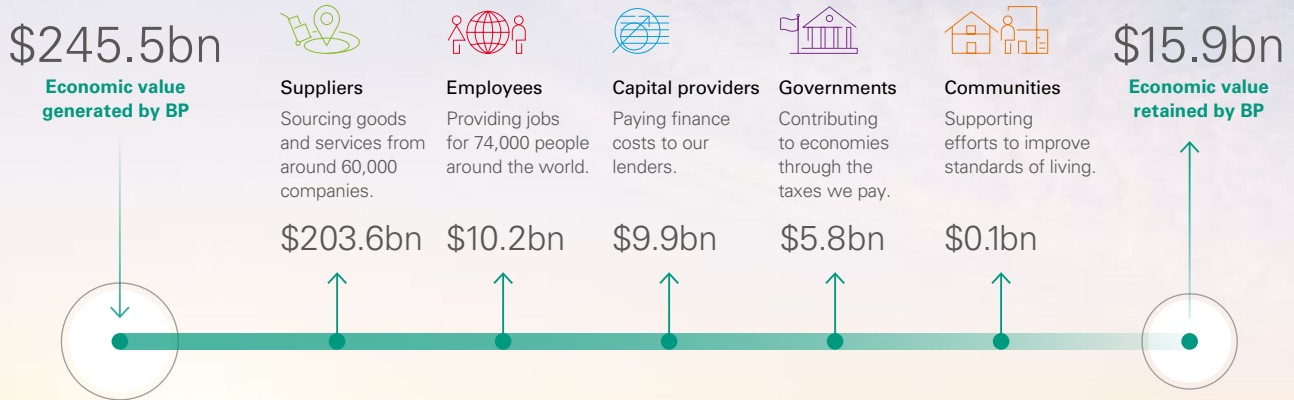 $245.5bn
Economic value
generated by BP
Suppliers
Sourcing goods
and services from
around 60,000
companies.
$203.6bn
Employees
Providing jobs
for 74,000 people
around the world.
$10.2bn
Capital providers
Paying finance
costs to our
lenders.
$9.9bn
Governments
Contributing
to economies
through the
taxes we pay.
$5.8bn
Communities
Supporting
efforts to improve
standards of living.
$0.1bn
$15.9bn
Economic value
retained by BP